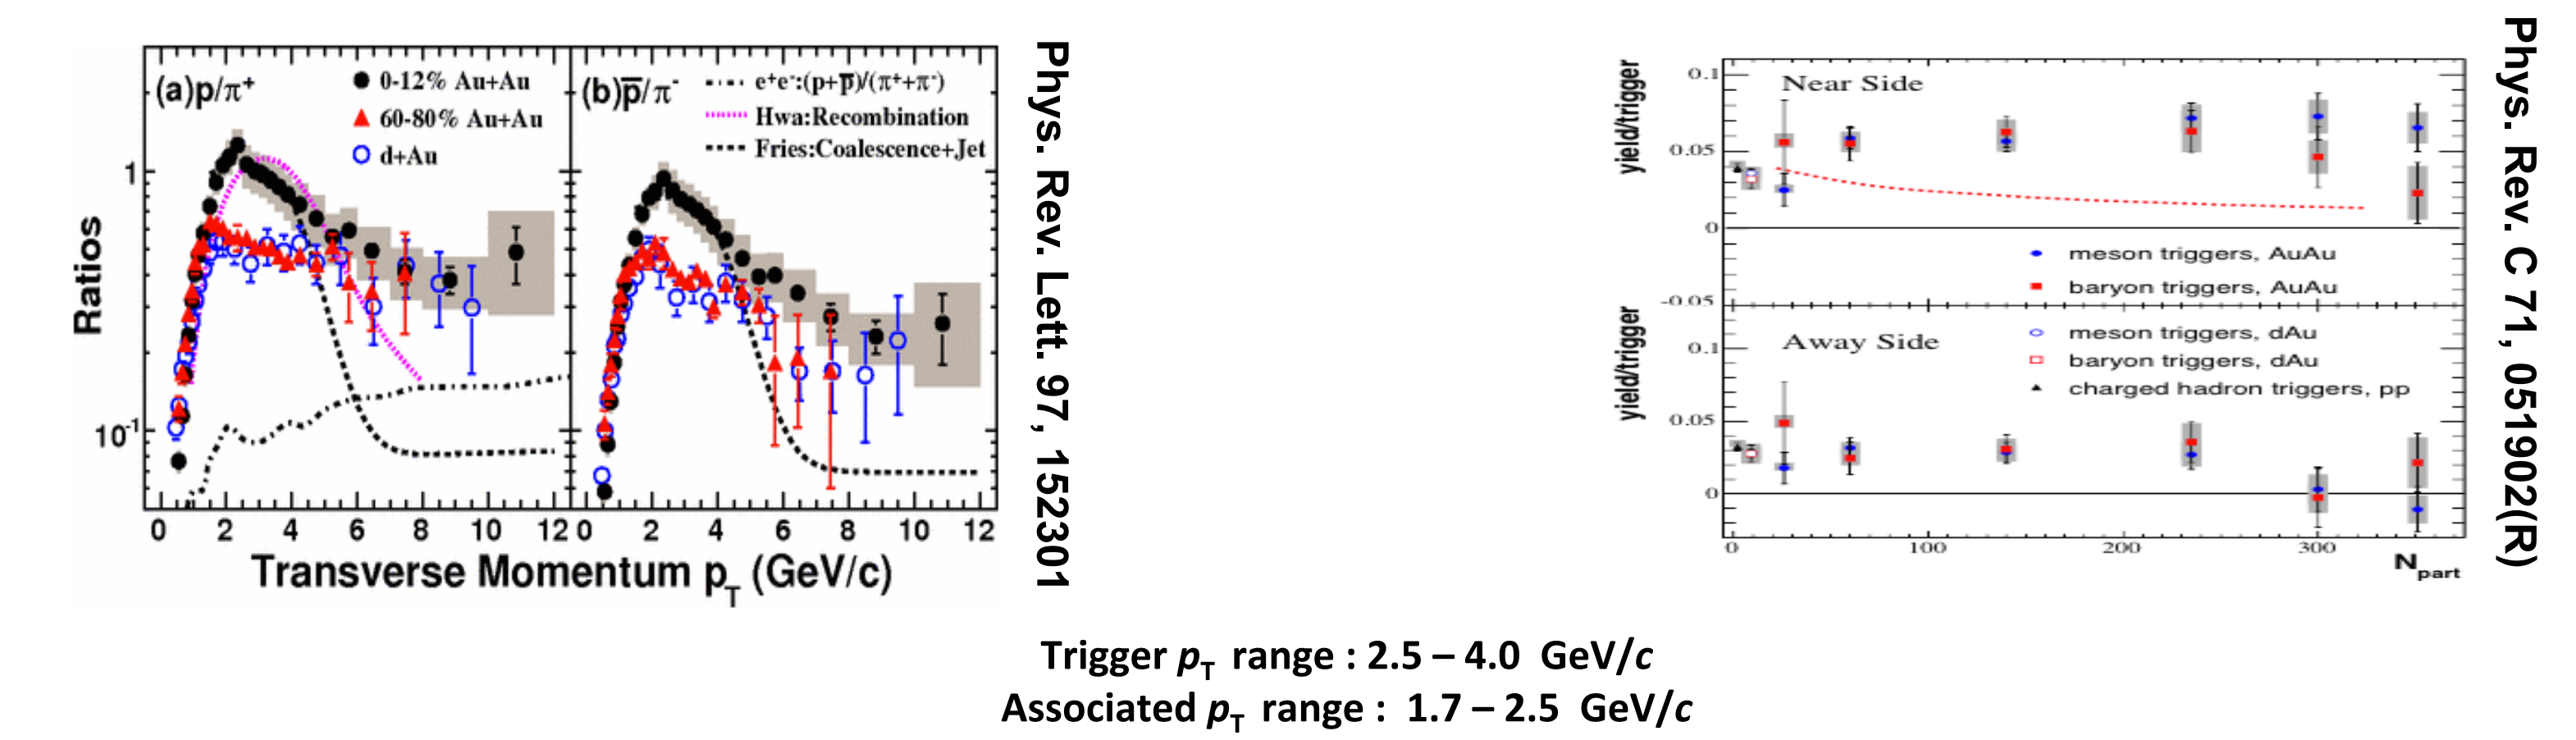 (a)p/π⁺
0-12% Au+Au
60-80% Au+Au
d+Au
(b)p̅/π⁻
e⁺e⁻:(p+p̅)/(π⁺+π⁻)
Hwa:Recombination
Fries:Coalescence+Jet
Ratios
1
10⁻¹
0 2 4 6 8 10 12
0 2 4 6 8 10 12
Transverse Momentum p_T (GeV/c)
Phys. Rev. Lett. 97, 152301
yield/trigger
0.1
0.05
0
-0.05
Near Side
meson triggers, AuAu
baryon triggers, AuAu
yield/trigger
0.1
0.05
0
Away Side
meson triggers, dAu
baryon triggers, dAu
charged hadron triggers, pp
0 100 200 300
N_part
Phys. Rev. C 71, 051902(R)
Trigger p_T range : 2.5 – 4.0 GeV/c
Associated p_T range : 1.7 – 2.5 GeV/c